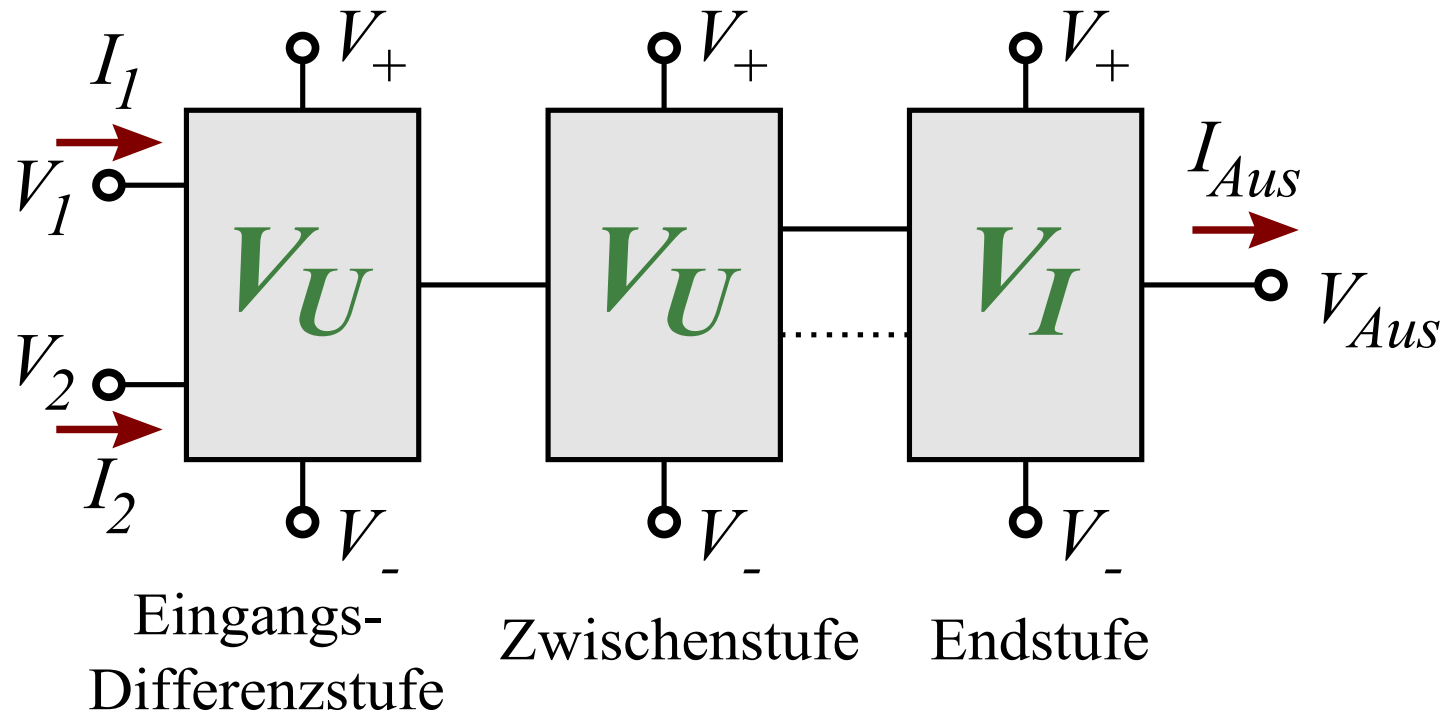 V+ V+ V+
I1
IAus
V1
VU VU VI
VAus
V2
I2
V- V- V-
Eingangs-
Differenzstufe
Zwischenstufe
Endstufe